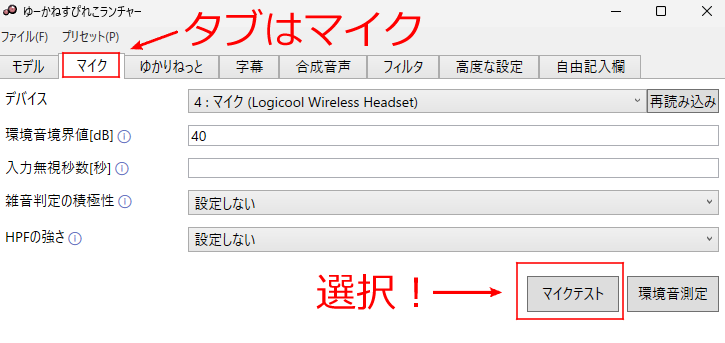 ゆーかねすぴれこランチャー
ファイル(F) プリセット(P)
タブはマイク
モデル マイク ゆかりねっと 字幕 合成音声 フィルタ 高度な設定 自由記入欄
デバイス 4 : マイク (Logicool Wireless Headset) 再読み込み
環境音境界値[dB] 40
入力無視秒数[秒]
雑音判定の積極性 設定しない
HPFの強さ 設定しない
選択！ マイクテスト 環境音測定